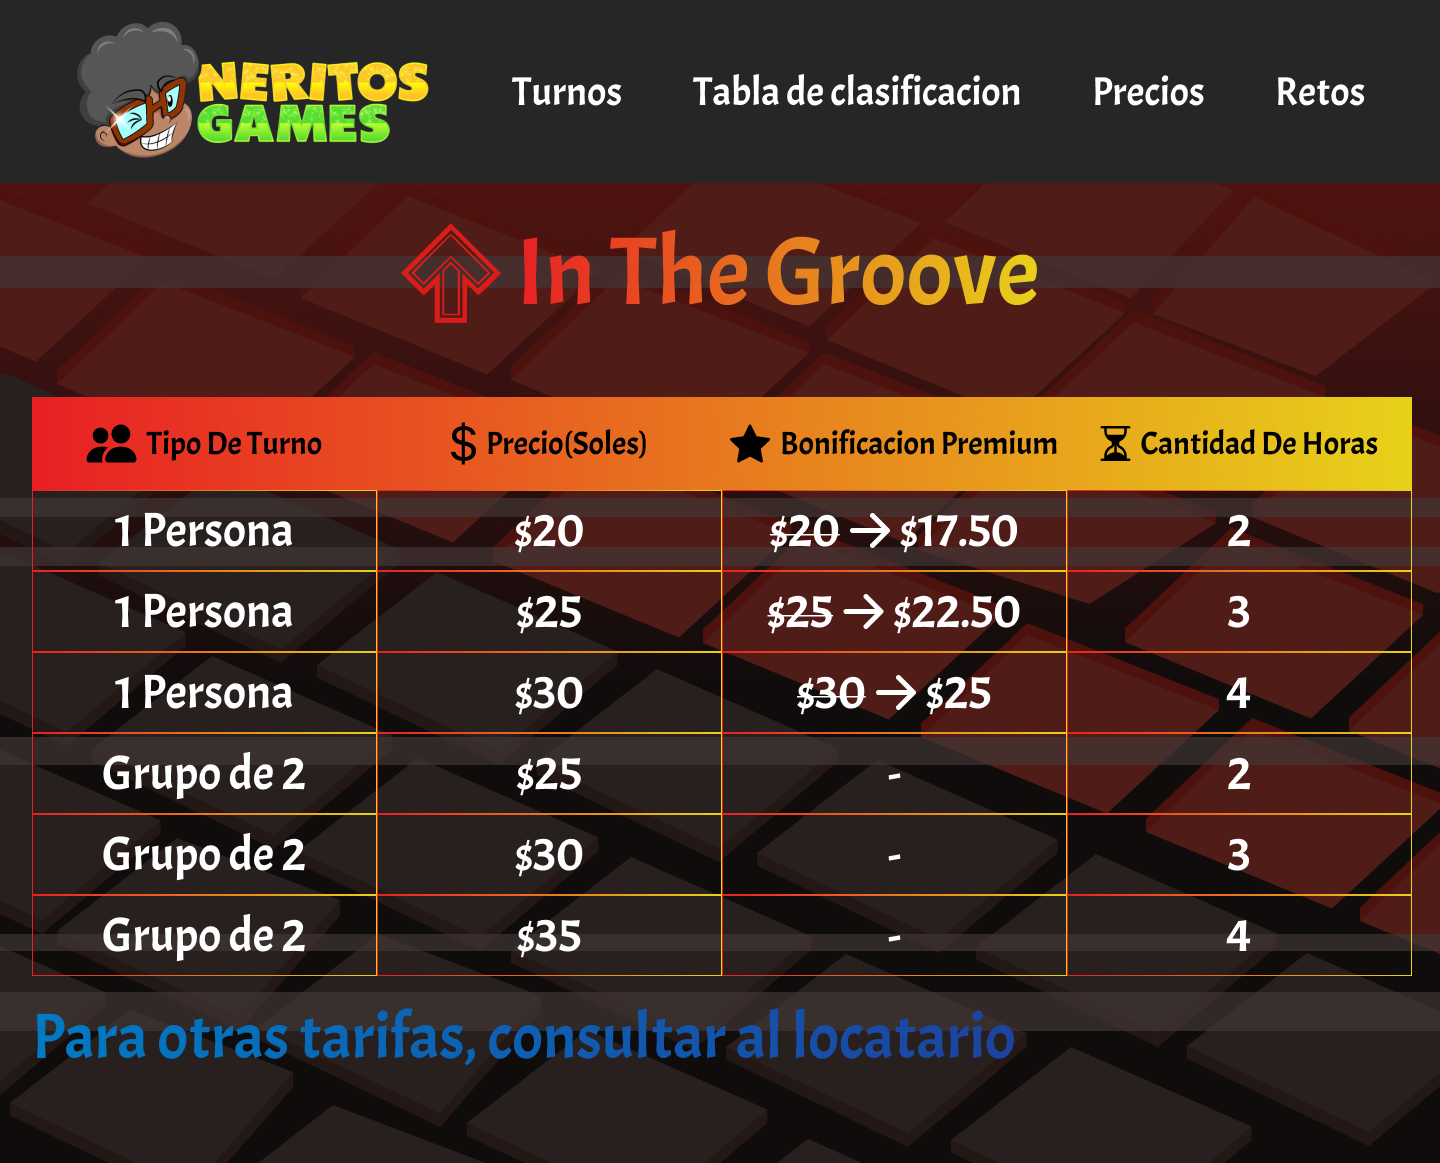 NERITOS
GAMES
Turnos Tabla de clasificacion Precios Retos
In The Groove
Tipo De Turno $ Precio(Soles) Bonificacion Premium Cantidad De Horas
1 Persona $20 $20 → $17.50 2
1 Persona $25 $25 → $22.50 3
1 Persona $30 $30 → $25 4
Grupo de 2 $25 - 2
Grupo de 2 $30 - 3
Grupo de 2 $35 - 4
Para otras tarifas, consultar al locatario